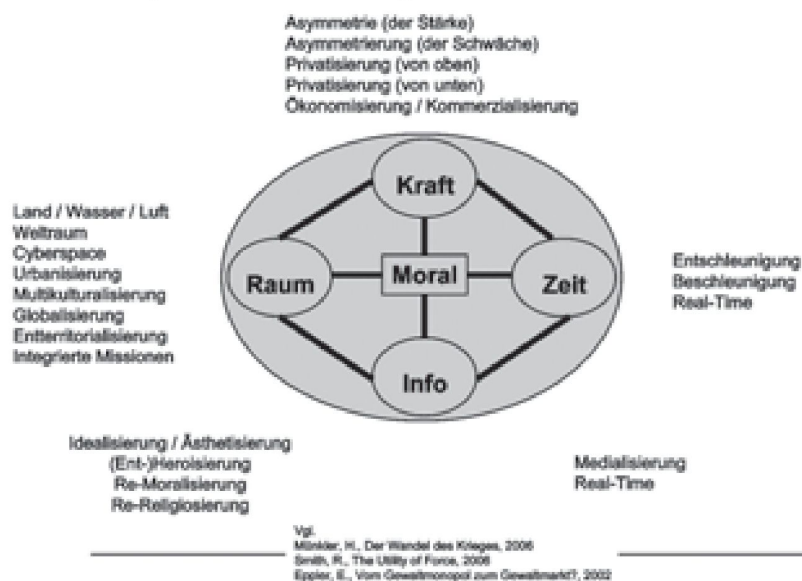 Asymmetrie (der Stärke)
Asymmetrierung (der Schwäche)
Privatisierung (von oben)
Privatisierung (von unten)
Ökonomisierung / Kommerzialisierung
Kraft
Land / Wasser / Luft
Weltraum
Cyberspace
Urbanisierung
Multikulturalisierung
Globalisierung
Entterritorialisierung
Integrierte Missionen
Raum
Moral
Zeit
Entschleunigung
Beschleunigung
Real-Time
Info
Idealisierung / Ästhetisierung
(Ent-)Heroisierung
Re-Moralisierung
Re-Religiosierung
Medialisierung
Real-Time
Vgl.
Münkler, H., Der Wandel des Krieges, 2006
Smith, R., The Utility of Force, 2006
Eppler, E., Vom Gewaltmonopol zum Gewaltmarkt?, 2002